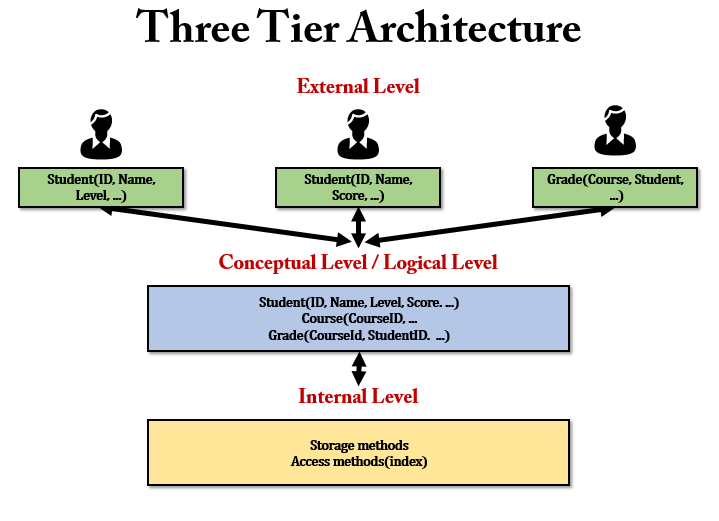 Three Tier Architecture
External Level
Student(ID, Name,
Level, ...)
Student(ID, Name,
Score, ...)
Grade(Course, Student,
...)
Conceptual Level / Logical Level
Student(ID, Name, Level, Score. ...)
Course(CourseID, ...
Grade(CourseId, StudentID.  ...)
Internal Level
Storage methods
Access methods(index)